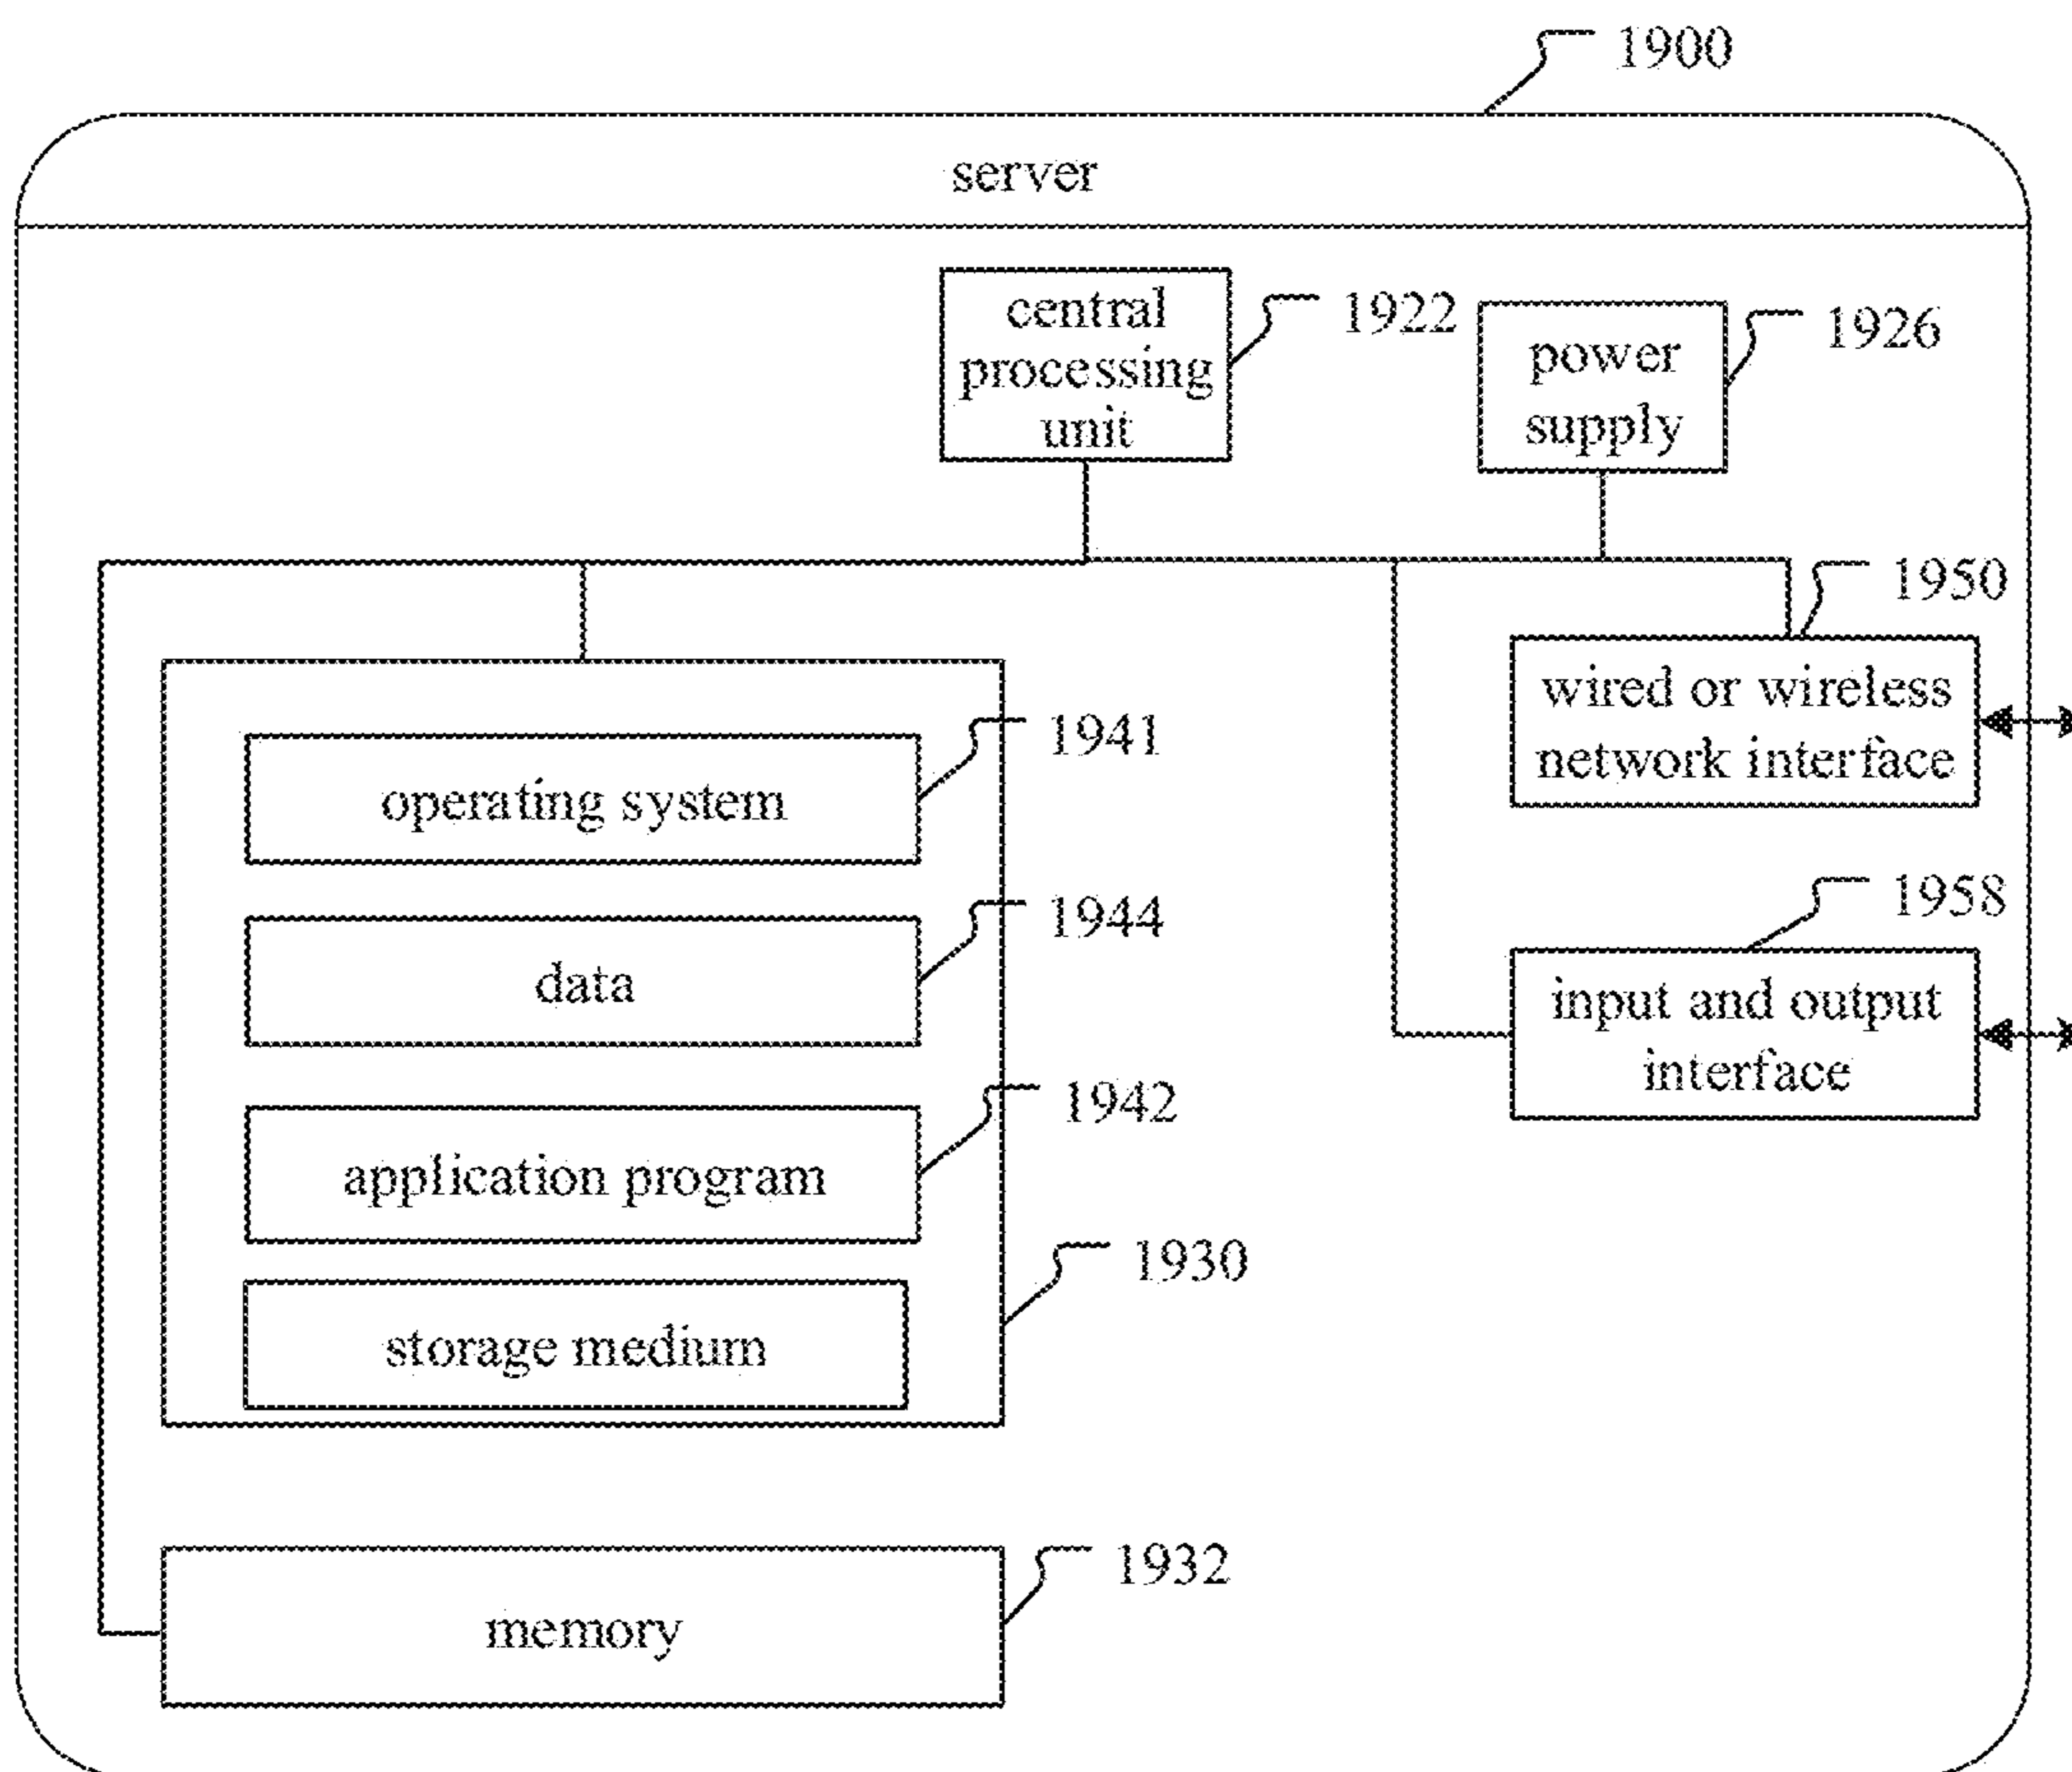 1900
server
central
processing
unit
1922
power
supply
1926
1950
wired or wireless
network interface
1941
operating system
1958
input and output
interface
1944
data
1942
application program
1930
storage medium
1932
memory